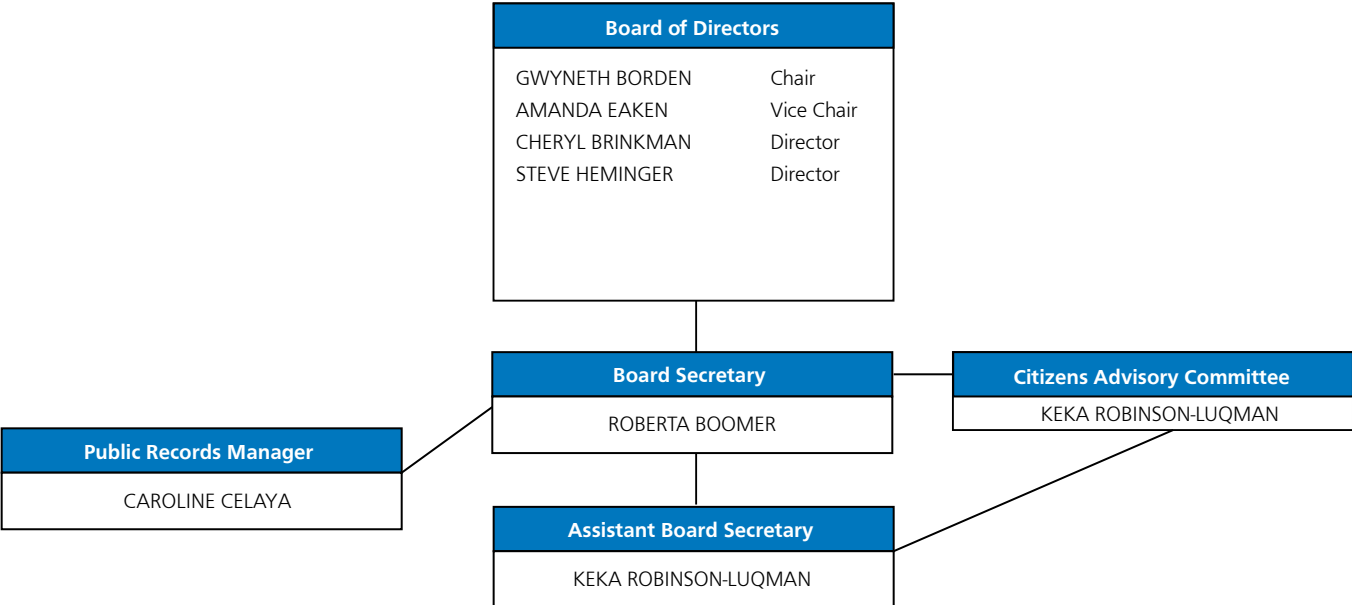 Board of Directors
GWYNETH BORDEN Chair
AMANDA EAKEN Vice Chair
CHERYL BRINKMAN Director
STEVE HEMINGER Director
Board Secretary
ROBERTA BOOMER
Citizens Advisory Committee
KEKA ROBINSON-LUQMAN
Public Records Manager
CAROLINE CELAYA
Assistant Board Secretary
KEKA ROBINSON-LUQMAN